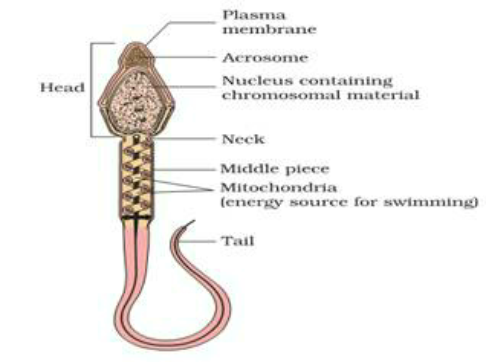 Plasma
membrane
Acrosome
Head
Nucleus containing
chromosomal material
Neck
Middle piece
Mitochondria
(energy source for swimming)
Tail